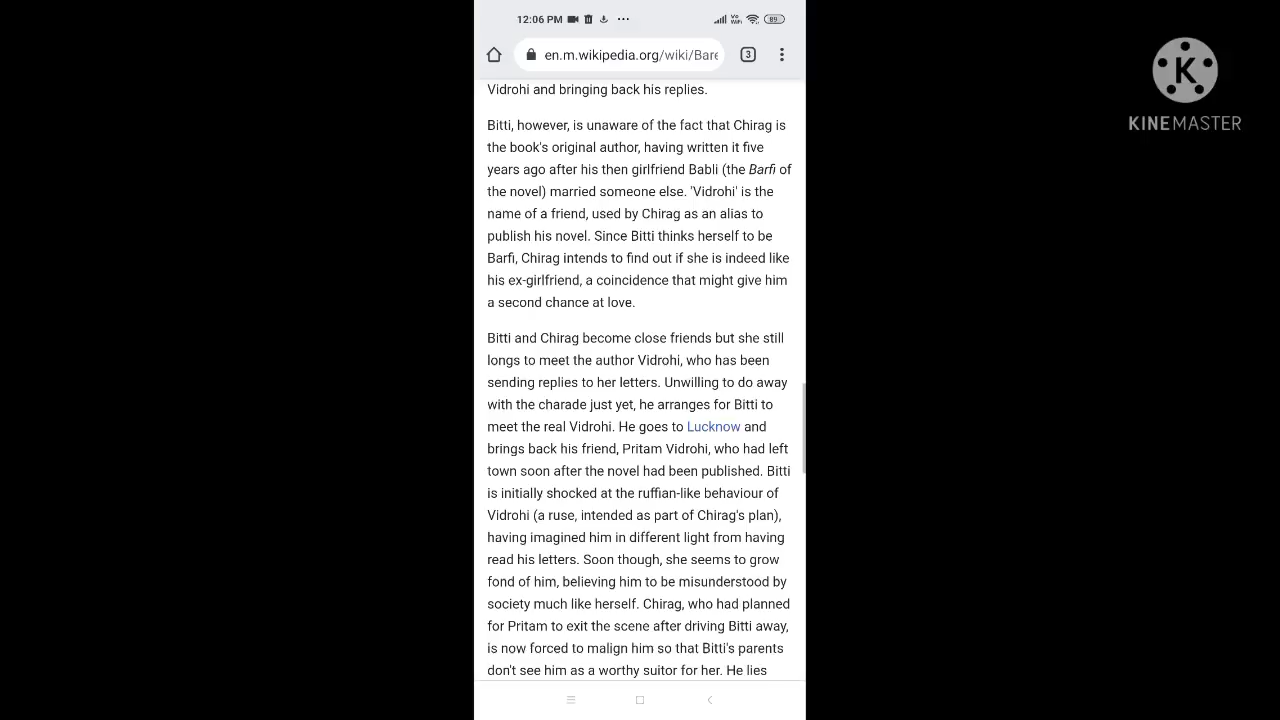 12:06 PM ...
Vo
WiFi
89
en.m.wikipedia.org/wiki/Bare
3
Vidrohi and bringing back his replies.
Bitti, however, is unaware of the fact that Chirag is
the book's original author, having written it five
years ago after his then girlfriend Babli (the Barfi of
the novel) married someone else. 'Vidrohi' is the
name of a friend, used by Chirag as an alias to
publish his novel. Since Bitti thinks herself to be
Barfi, Chirag intends to find out if she is indeed like
his ex-girlfriend, a coincidence that might give him
a second chance at love.
Bitti and Chirag become close friends but she still
longs to meet the author Vidrohi, who has been
sending replies to her letters. Unwilling to do away
with the charade just yet, he arranges for Bitti to
meet the real Vidrohi. He goes to Lucknow and
brings back his friend, Pritam Vidrohi, who had left
town soon after the novel had been published. Bitti
is initially shocked at the ruffian-like behaviour of
Vidrohi (a ruse, intended as part of Chirag's plan),
having imagined him in different light from having
read his letters. Soon though, she seems to grow
fond of him, believing him to be misunderstood by
society much like herself. Chirag, who had planned
for Pritam to exit the scene after driving Bitti away,
is now forced to malign him so that Bitti's parents
don't see him as a worthy suitor for her. He lies
K
KINEMASTER